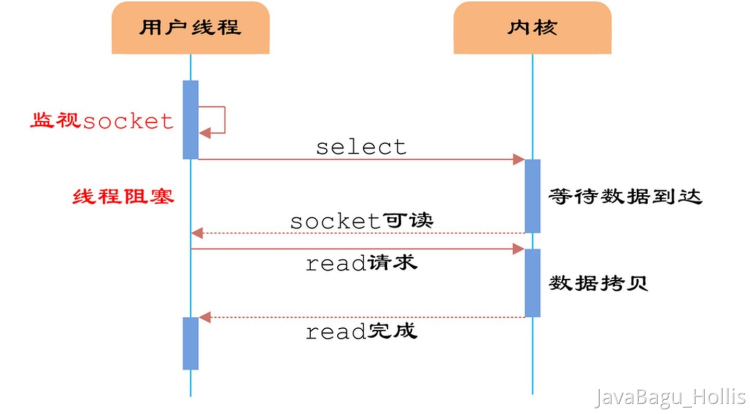 用户线程
内核
监视socket
select
线程阻塞
等待数据到达
socket可读
read请求
数据拷贝
read完成
JavaBagu_Hollis